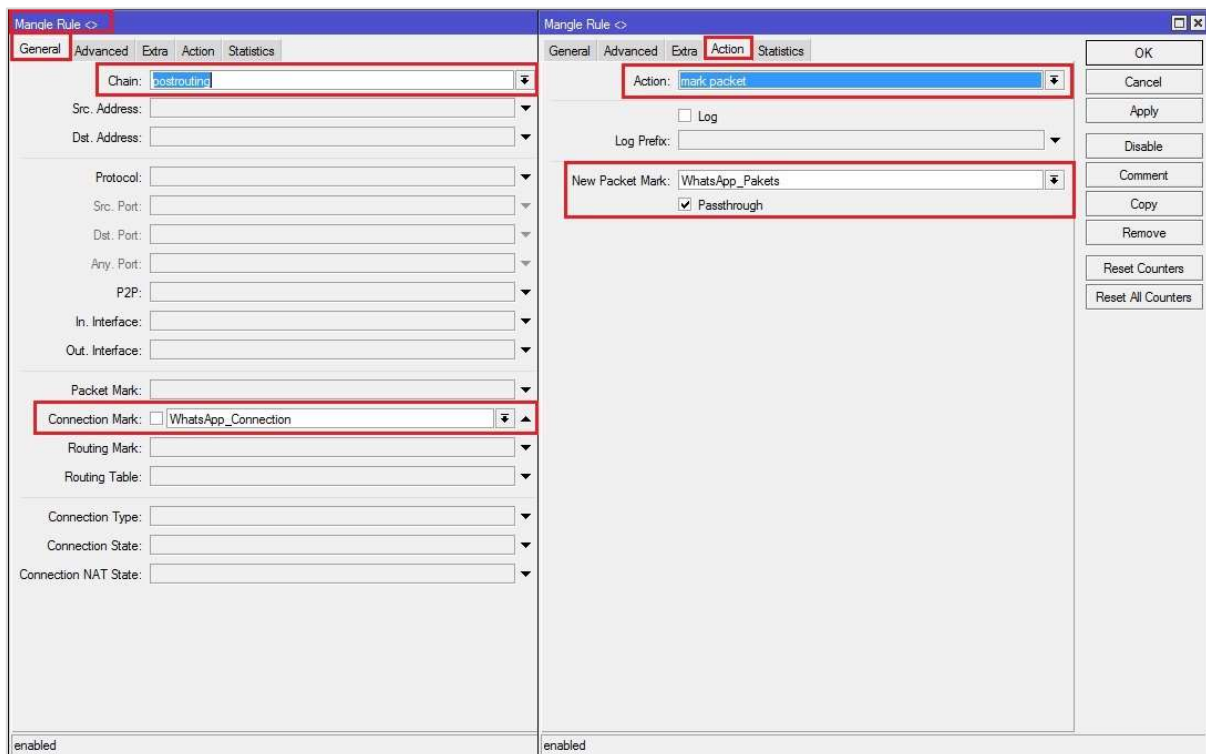 Mangle Rule <>
General Advanced Extra Action Statistics
Chain: postrouting
Src. Address:
Dst. Address:
Protocol:
Src. Port:
Dst. Port:
Any. Port:
P2P:
In. Interface:
Out. Interface:
Packet Mark:
Connection Mark: WhatsApp_Connection
Routing Mark:
Routing Table:
Connection Type:
Connection State:
Connection NAT State:
enabled
Mangle Rule <>
General Advanced Extra Action Statistics
Action: mark packet
Log
Log Prefix:
New Packet Mark: WhatsApp_Pakets
Passthrough
enabled
OK
Cancel
Apply
Disable
Comment
Copy
Remove
Reset Counters
Reset All Counters